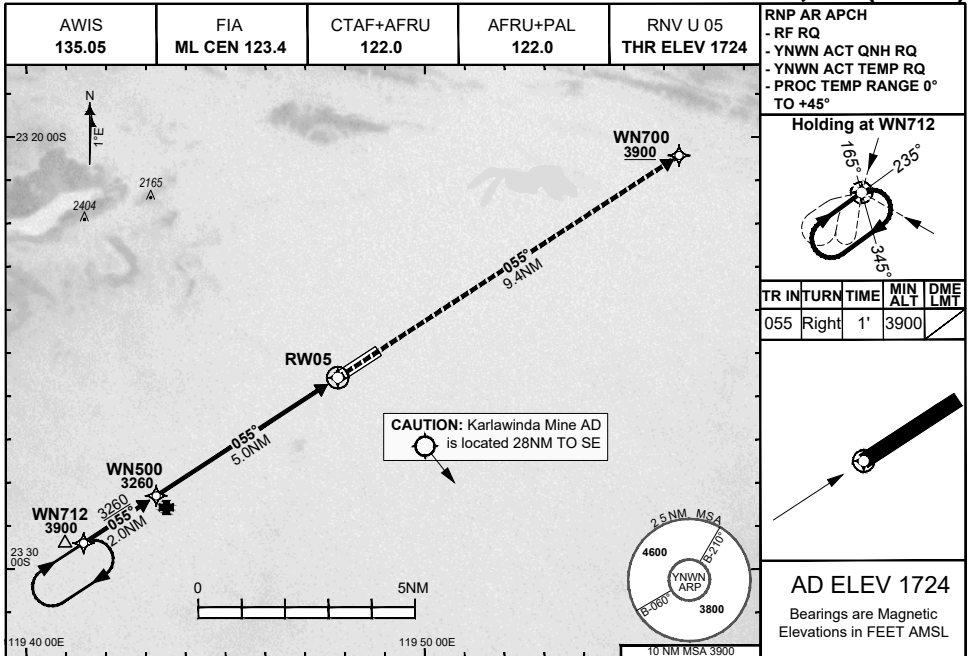 AWIS
135.05
FIA
ML CEN 123.4
CTAF+AFRU
122.0
AFRU+PAL
122.0
RNV U 05
THR ELEV 1724
RNP AR APCH
- RF RQ
- YNWN ACT QNH RQ
- YNWN ACT TEMP RQ
- PROC TEMP RANGE 0°
TO +45°
Holding at WN712
165°
235°
345°
TR IN TURN TIME MIN ALT DME LMT
055 Right 1' 3900
N
1°E
23 20 00S
2165
2404
WN700
3900
055°
9.4NM
RW05
CAUTION: Karlawinda Mine AD
is located 28NM TO SE
055°
5.0NM
WN500
3260
3260
055°
2.0NM
WN712
3900
23 30
00S
0 5NM
25 NM MSA
B-210°
4600
YNWN
ARP
B-060°
3800
10 NM MSA 3900
119 40 00E
119 50 00E
AD ELEV 1724
Bearings are Magnetic
Elevations in FEET AMSL